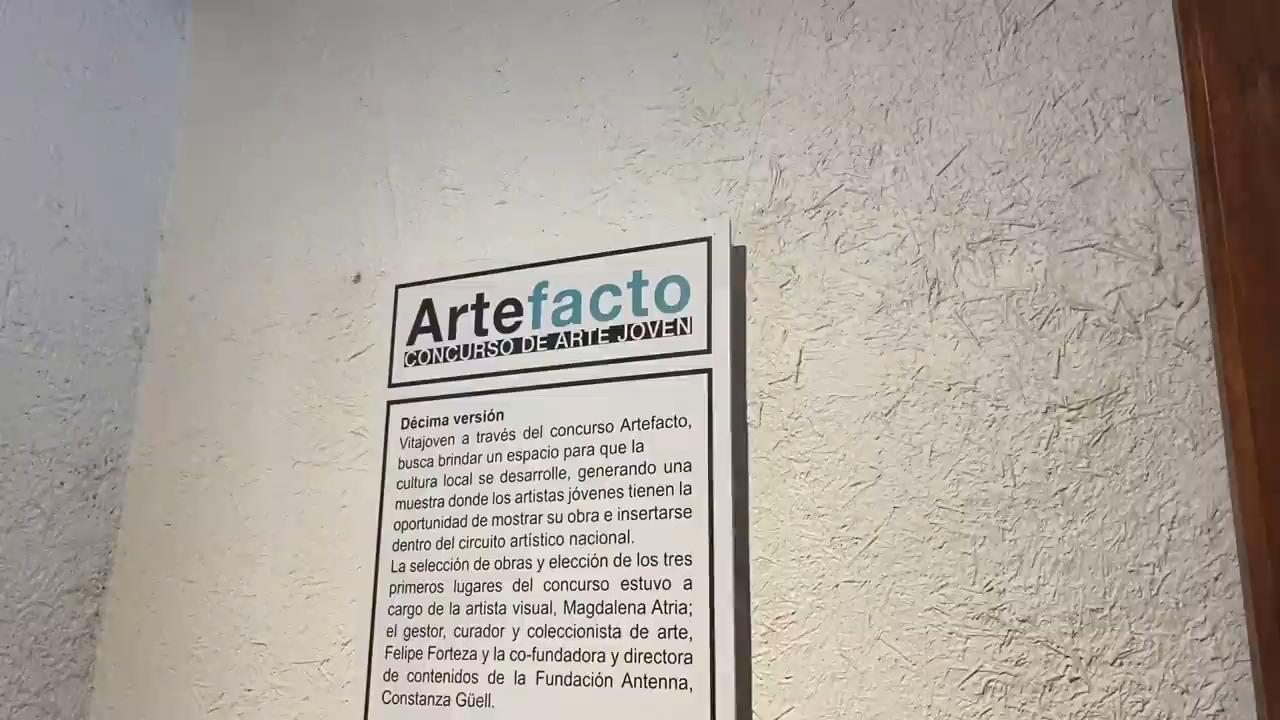 Artefacto
CONCURSO DE ARTE JOVEN
Décima versión
Vitajoven a través del concurso Artefacto,
busca brindar un espacio para que la
cultura local se desarrolle, generando una
muestra donde los artistas jóvenes tienen la
oportunidad de mostrar su obra e insertarse
dentro del circuito artístico nacional.
La selección de obras y elección de los tres
primeros lugares del concurso estuvo a
cargo de la artista visual, Magdalena Atria;
el gestor, curador y coleccionista de arte,
Felipe Forteza y la co-fundadora y directora
de contenidos de la Fundación Antenna,
Constanza Güell.